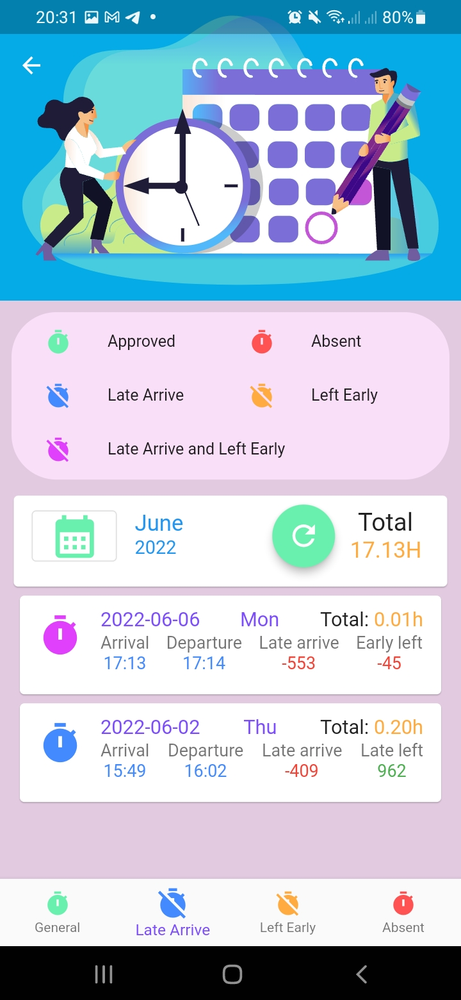 20:31 80%
Approved Absent
Late Arrive Left Early
Late Arrive and Left Early
June Total
2022 17.13H
2022-06-06 Mon Total: 0.01h
Arrival Departure Late arrive Early left
17:13 17:14 -553 -45
2022-06-02 Thu Total: 0.20h
Arrival Departure Late arrive Late left
15:49 16:02 -409 962
General Late Arrive Left Early Absent